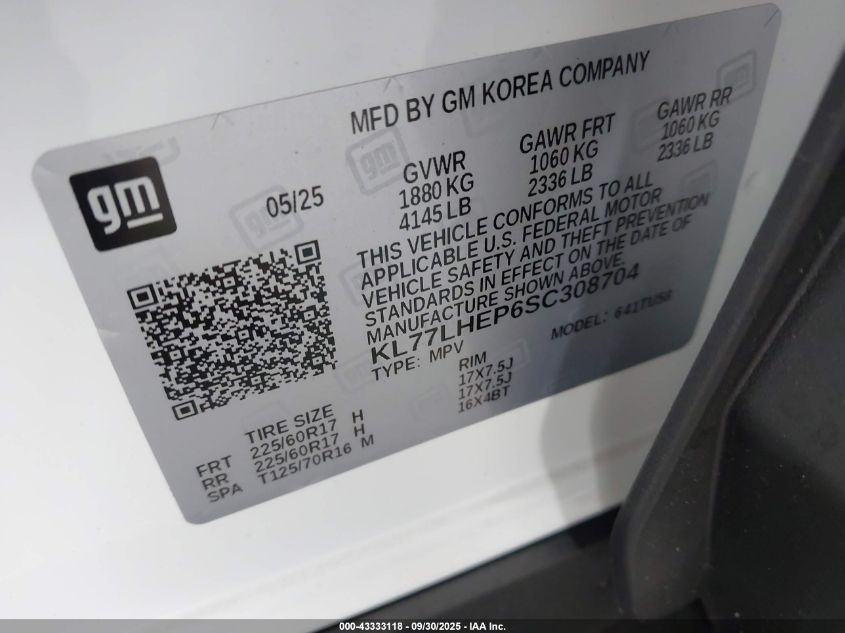 MFD BY GM KOREA COMPANY
gm
05/25
GVWR
1880 KG
4145 LB
GAWR FRT
1060 KG
2336 LB
GAWR RR
1060 KG
2336 LB
THIS VEHICLE CONFORMS TO ALL
APPLICABLE U.S. FEDERAL MOTOR
VEHICLE SAFETY AND THEFT PREVENTION
STANDARDS IN EFFECT ON THE DATE OF
MANUFACTURE SHOWN ABOVE.
KL77LHEP6SC308704
TYPE: MPV
MODEL:
TIRE SIZE
RIM
FRT 225/60R17 H 17X7.5J
RR 225/60R17 H 17X7.5J
SPA T125/70R16 M 16X4BT
000-43333118 - 09/30/2025 - IAA Inc.